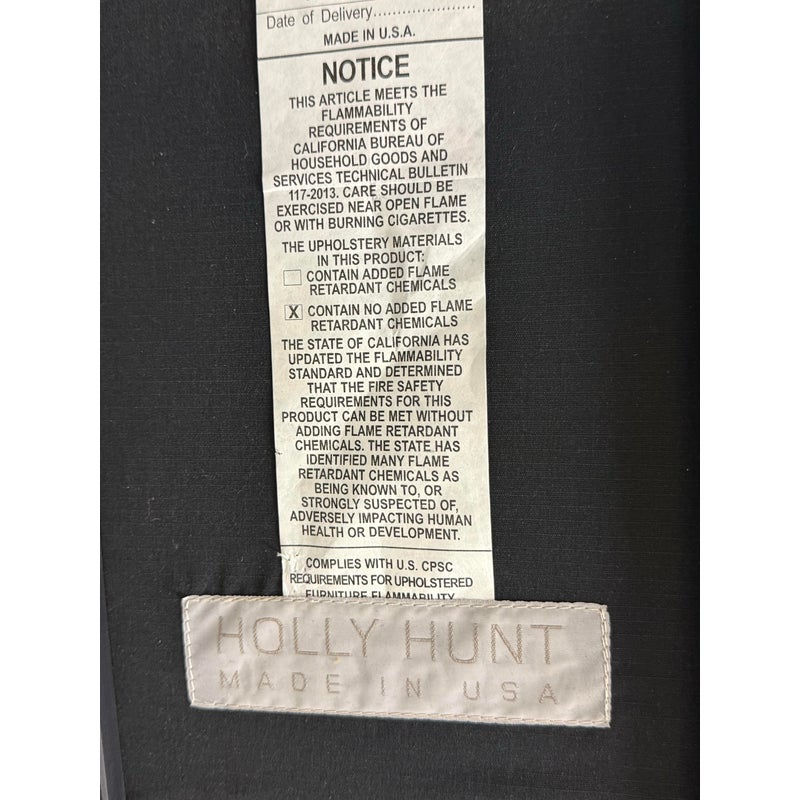 Date of Delivery.....................
MADE IN U.S.A.
NOTICE
THIS ARTICLE MEETS THE
FLAMMABILITY
REQUIREMENTS OF
CALIFORNIA BUREAU OF
HOUSEHOLD GOODS AND
SERVICES TECHNICAL BULLETIN
117-2013. CARE SHOULD BE
EXERCISED NEAR OPEN FLAME
OR WITH BURNING CIGARETTES.
THE UPHOLSTERY MATERIALS
IN THIS PRODUCT:
CONTAIN ADDED FLAME
RETARDANT CHEMICALS
X CONTAIN NO ADDED FLAME
RETARDANT CHEMICALS
THE STATE OF CALIFORNIA HAS
UPDATED THE FLAMMABILITY
STANDARD AND DETERMINED
THAT THE FIRE SAFETY
REQUIREMENTS FOR THIS
PRODUCT CAN BE MET WITHOUT
ADDING FLAME RETARDANT
CHEMICALS. THE STATE HAS
IDENTIFIED MANY FLAME
RETARDANT CHEMICALS AS
BEING KNOWN TO, OR
STRONGLY SUSPECTED OF,
ADVERSELY IMPACTING HUMAN
HEALTH OR DEVELOPMENT.
COMPLIES WITH U.S. CPSC
REQUIREMENTS FOR UPHOLSTERED
FURNITURE FLAMMABILITY
HOLLY HUNT
MADE IN USA